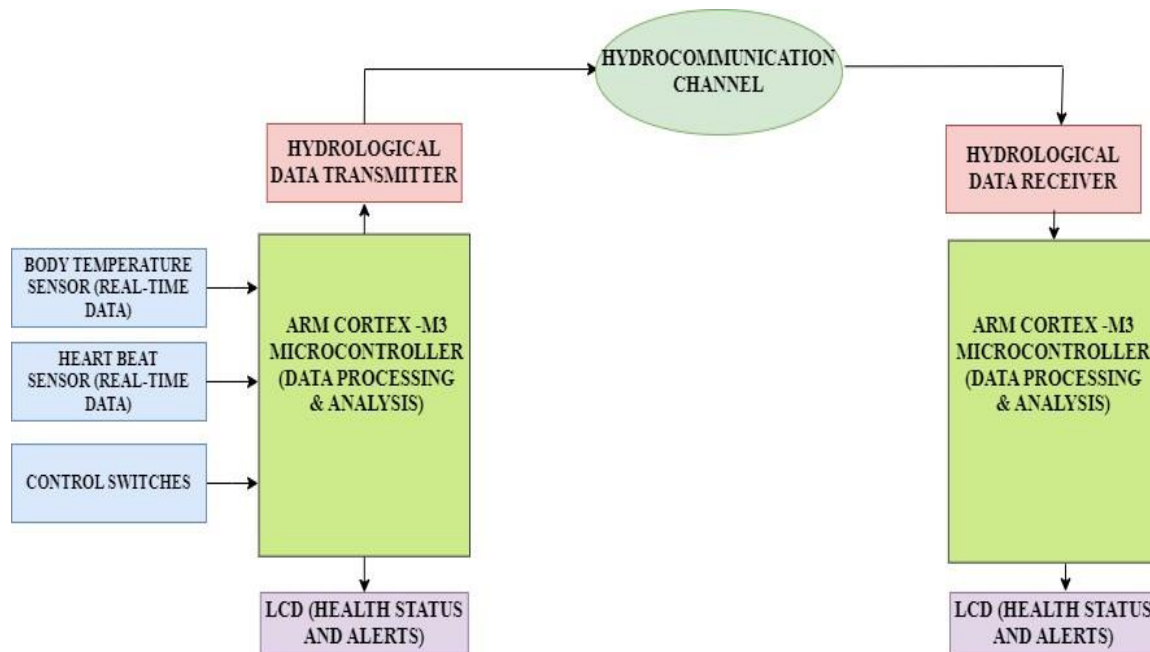 HYDROCOMMUNICATION
CHANNEL
HYDROLOGICAL
DATA TRANSMITTER
HYDROLOGICAL
DATA RECEIVER
BODY TEMPERATURE
SENSOR (REAL-TIME
DATA)
HEART BEAT
SENSOR (REAL-TIME
DATA)
CONTROL SWITCHES
ARM CORTEX -M3
MICROCONTROLLER
(DATA PROCESSING
& ANALYSIS)
ARM CORTEX -M3
MICROCONTROLLER
(DATA PROCESSING
& ANALYSIS)
LCD (HEALTH STATUS
AND ALERTS)
LCD (HEALTH STATUS
AND ALERTS)